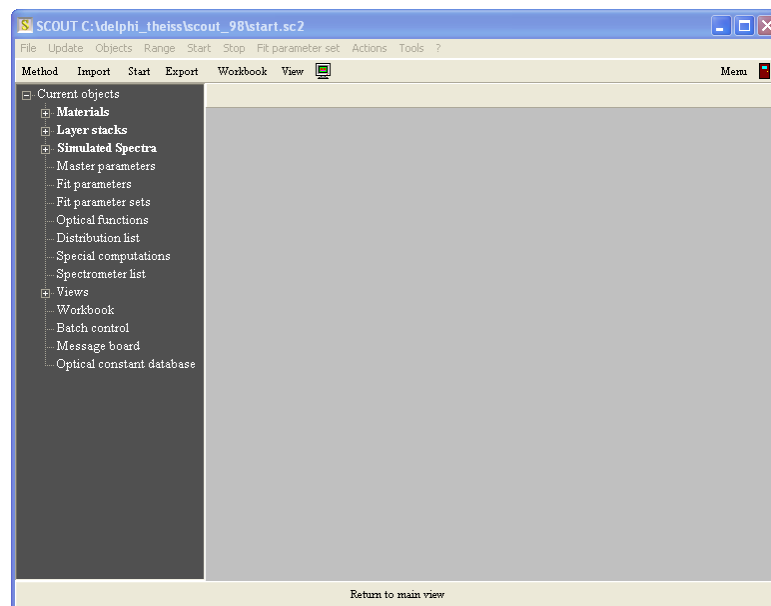 SCOUT C:\delphi_theiss\scout_98\start.sc2
File Update Objects Range Start Stop Fit parameter set Actions Tools ?
Method Import Start Export Workbook View Menu
Current objects
Materials
Layer stacks
Simulated Spectra
Master parameters
Fit parameters
Fit parameter sets
Optical functions
Distribution list
Special computations
Spectrometer list
Views
Workbook
Batch control
Message board
Optical constant database
Return to main view